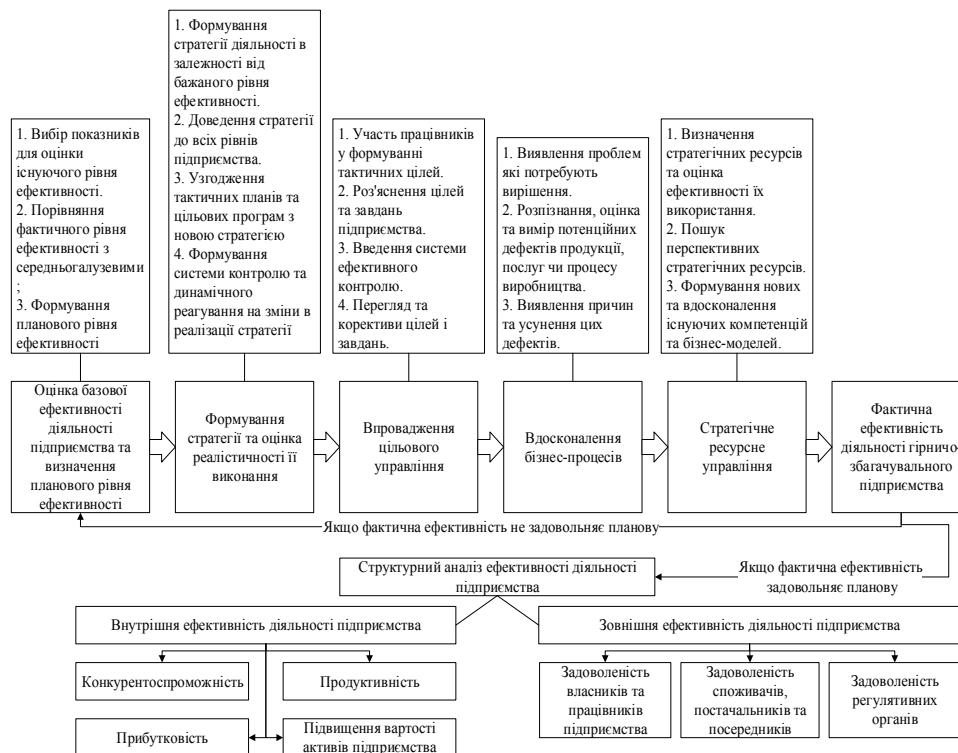 1. Формування
стратегії діяльності в
залежності від
бажаного рівня
ефективності.
2. Доведення стратегії
до всіх рівнів
підприємства.
3. Узгодження
тактичних планів та
цільових програм з
новою стратегією
4. Формування
системи контролю та
динамічного
реагування на зміни в
реалізації стратегії
1. Вибір показників
для оцінки
існуючого рівня
ефективності.
2. Порівняння
фактичного рівня
ефективності з
середньогалузевими
;
3. Формування
планового рівня
ефективності
1. Участь працівників
у формуванні
тактичних цілей.
2. Роз'яснення цілей
та завдань
підприємства.
3. Введення системи
ефективного
контролю.
4. Перегляд та
корективи цілей і
завдань.
1. Виявлення проблем
які потребують
вирішення.
2. Розпізнання, оцінка
та вимір потенційних
дефектів продукції,
послуг чи процесу
виробництва.
3. Виявлення причин
та усунення цих
дефектів.
1. Визначення
стратегічних ресурсів
та оцінка
ефективності їх
використання.
2. Пошук
перспективних
стратегічних ресурсів.
3. Формування нових
та вдосконалення
існуючих компетенцій
та бізнес-моделей.
Оцінка базової
ефективності
діяльності
підприємства та
визначення
планового рівня
ефективності
Формування
стратегії та оцінка
реалістичності її
виконання
Впровадження
цільового
управління
Вдосконалення
бізнес-процесів
Стратегічне
ресурсне
управління
Фактична
ефективність
діяльності гірничо-
збагачувального
підприємства
Якщо фактична ефективність не задовольняє планову
Якщо фактична ефективність
задовольняє планову
Структурний аналіз ефективності діяльності
підприємства
Внутрішня ефективність діяльності підприємства
Зовнішня ефективність діяльності підприємства
Конкурентоспроможність
Продуктивність
Прибутковість
Підвищення вартості
активів підприємства
Задоволеність
власників та
працівників
підприємства
Задоволеність
споживачів,
постачальників та
посередників
Задоволеність
регулятивних
органів